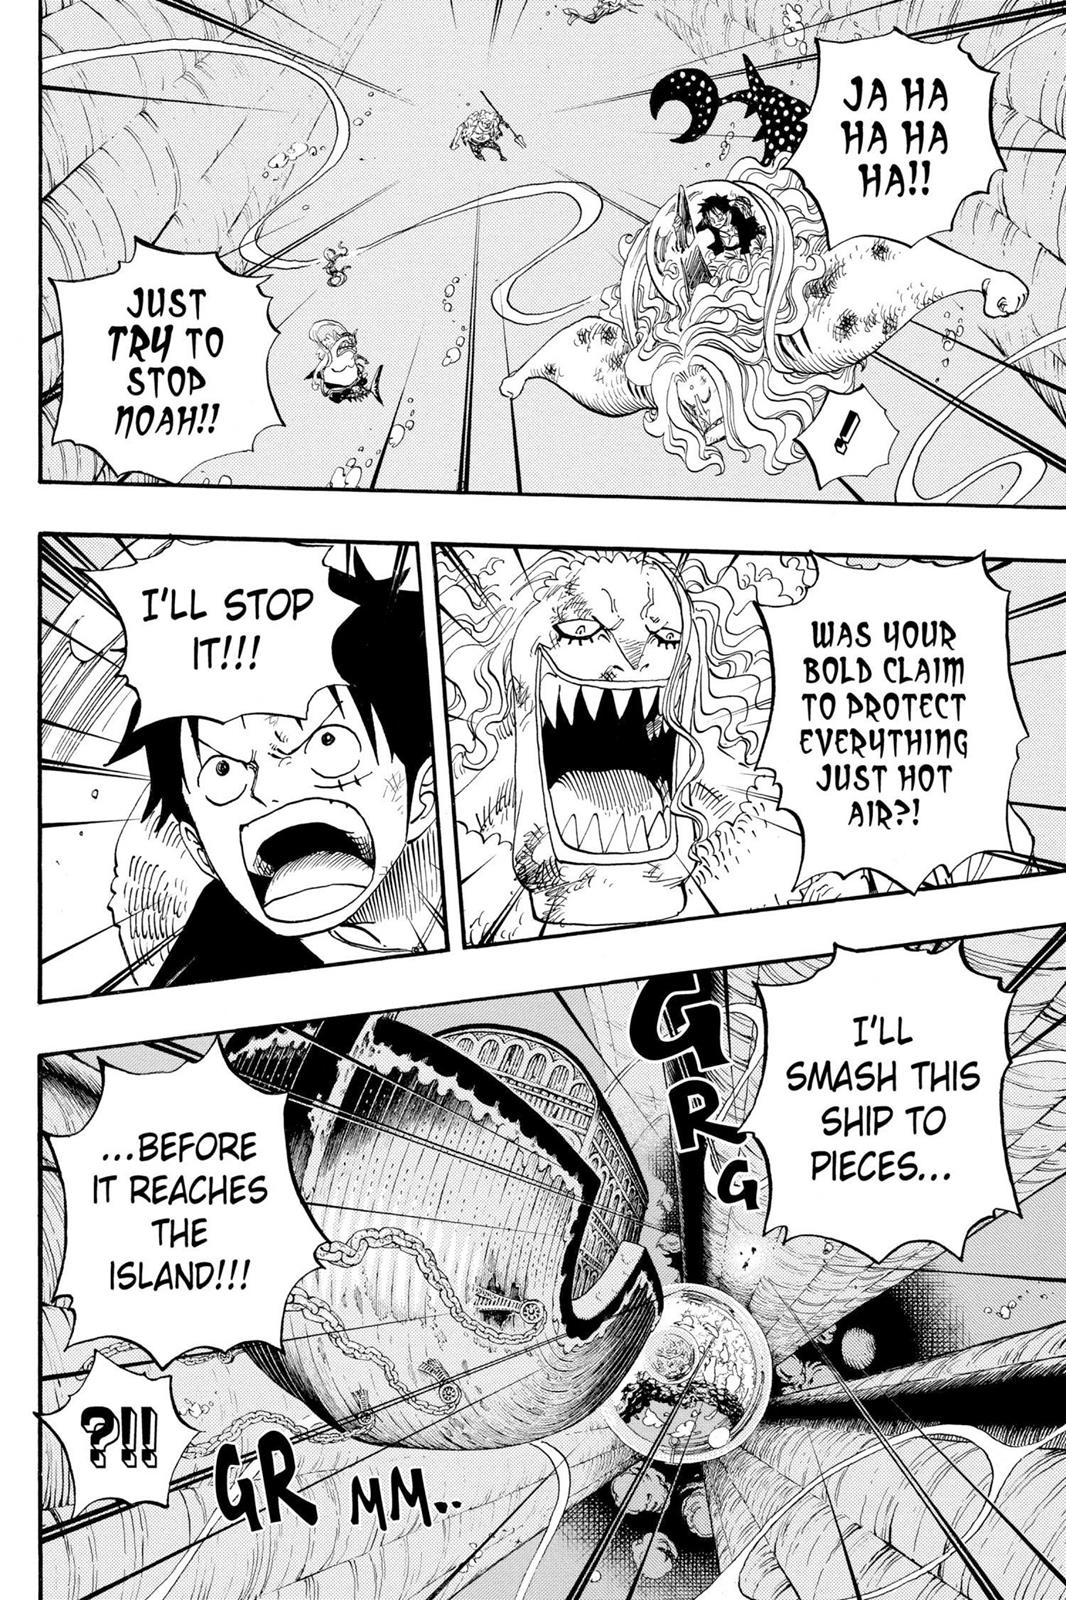 JA HA
HA HA
HA!!
!
JUST
TRY TO
STOP
NOAH!!
WAS YOUR
BOLD CLAIM
TO PROTECT
EVERYTHING
JUST HOT
AIR?!
I'LL STOP
IT!!!
I'LL
SMASH THIS
SHIP TO
PIECES...
GRRG
...BEFORE
IT REACHES
THE
ISLAND!!!
?!!
GR MM..